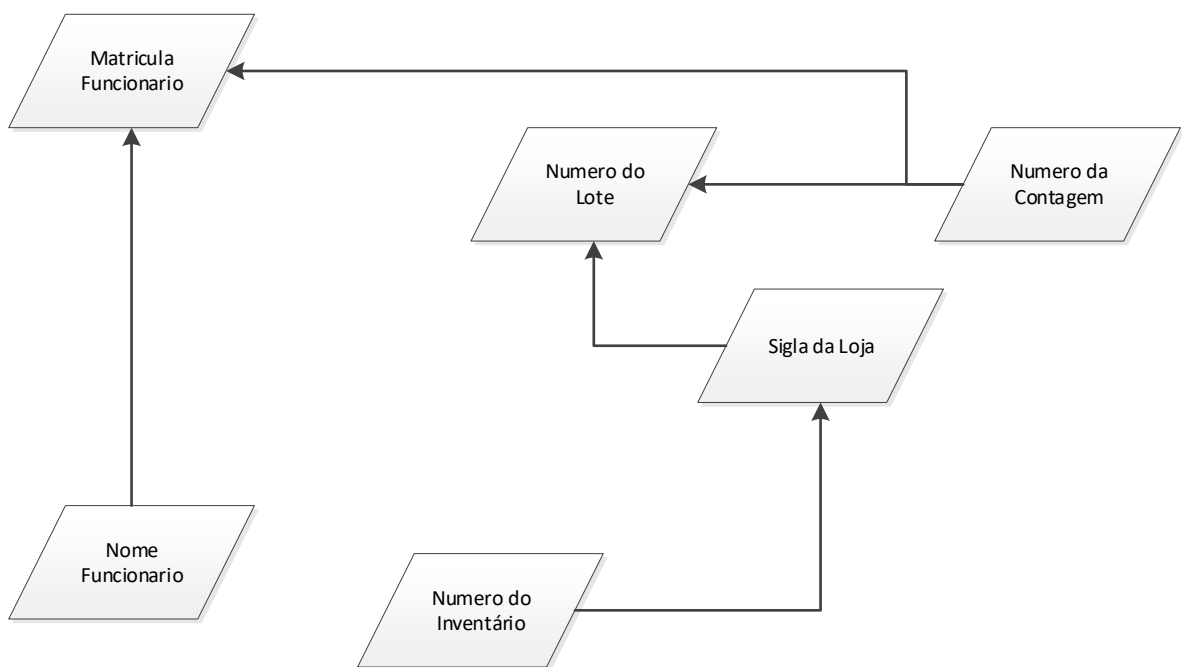 Matricula
Funcionario
Numero do
Lote
Numero da
Contagem
Sigla da Loja
Nome
Funcionario
Numero do
Inventário